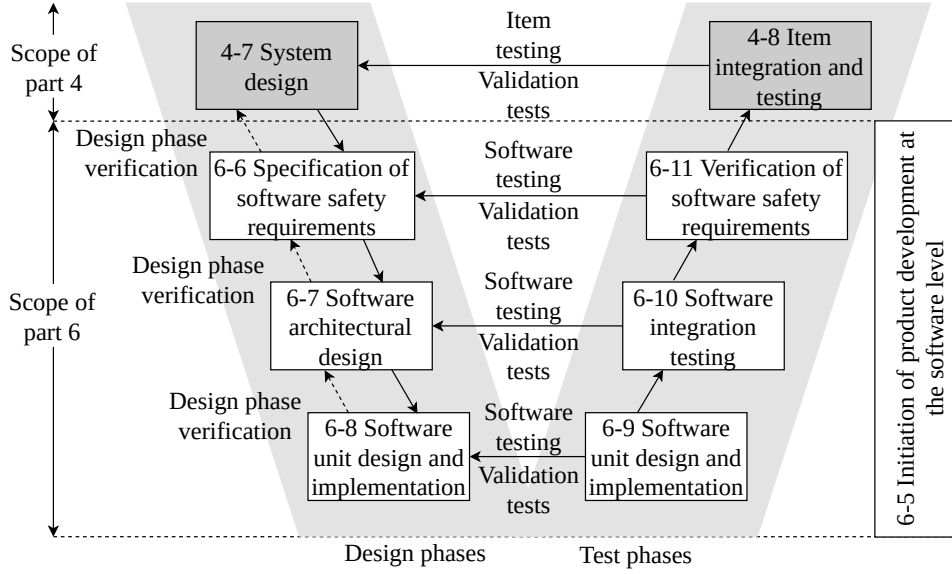 Scope of
part 4
4-7 System
design
Item
testing
Validation
tests
4-8 Item
integration and
testing
Design phase
verification
6-6 Specification of
software safety
requirements
Software
testing
Validation
tests
6-11 Verification of
software safety
requirements
Scope of
part 6
Design phase
verification
6-7 Software
architectural
design
Software
testing
Validation
tests
6-10 Software
integration
testing
Design phase
verification
6-8 Software
unit design and
implementation
Software
testing
Validation
tests
6-9 Software
unit design and
implementation
6-5 Initiation of product development at
the software level
Design phases
Test phases